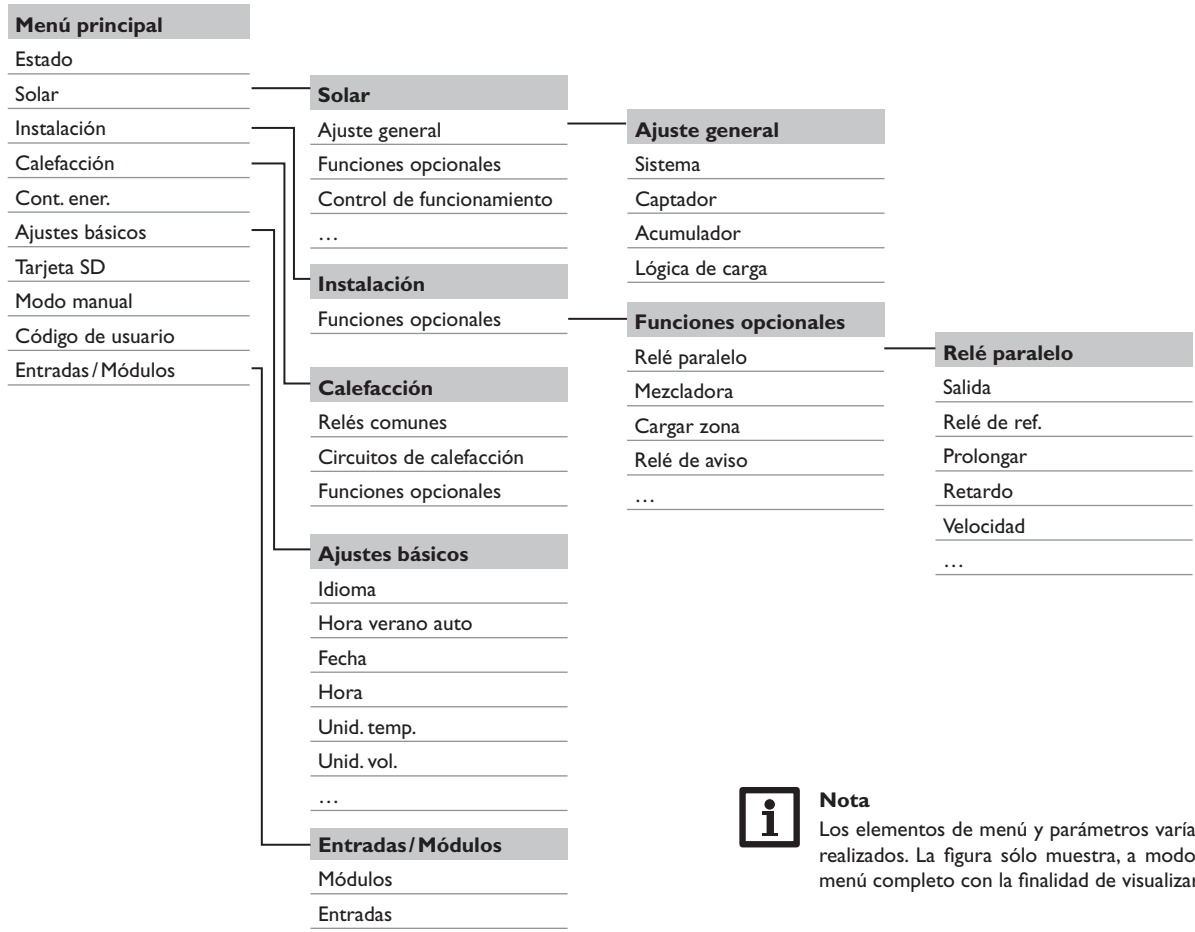 Menú principal
Estado
Solar
Instalación
Calefacción
Cont. ener.
Ajustes básicos
Tarjeta SD
Modo manual
Código de usuario
Entradas / Módulos
Solar
Ajuste general
Funciones opcionales
Control de funcionamiento
…
Instalación
Funciones opcionales
Calefacción
Relés comunes
Circuitos de calefacción
Funciones opcionales
Ajustes básicos
Idioma
Hora verano auto
Fecha
Hora
Unid. temp.
Unid. vol.
…
Entradas / Módulos
Módulos
Entradas
Ajuste general
Sistema
Captador
Acumulador
Lógica de carga
Funciones opcionales
Relé paralelo
Mezcladora
Cargar zona
Relé de aviso
…
Relé paralelo
Salida
Relé de ref.
Prolongar
Retardo
Velocidad
…
Nota
Los elementos de menú y parámetros varía
realizados. La figura sólo muestra, a modo
menú completo con la finalidad de visualizar